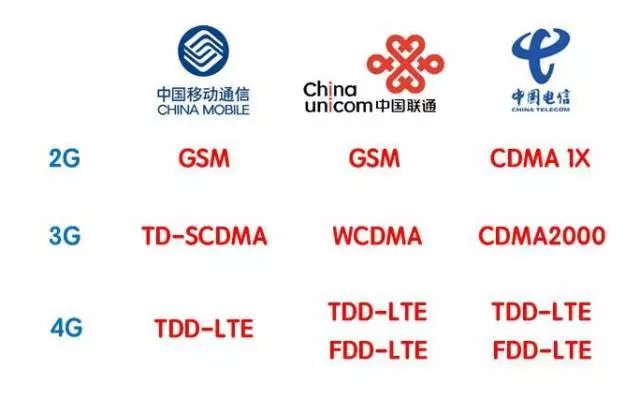 中国移动通信
CHINA MOBILE
China
unicom中国联通
中国电信
CHINA TELECOM
2G GSM GSM CDMA 1X
3G TD-SCDMA WCDMA CDMA2000
4G TDD-LTE TDD-LTE TDD-LTE
FDD-LTE FDD-LTE